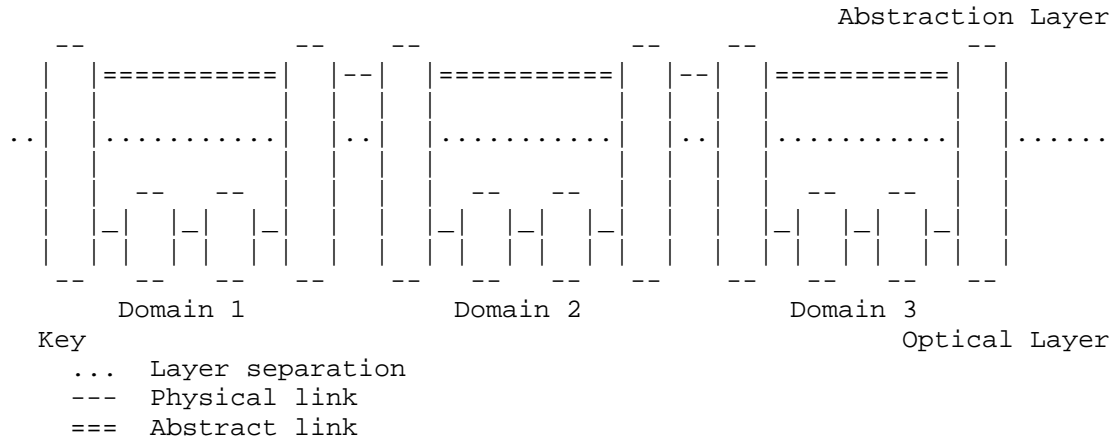 Abstraction Layer
Domain 1 Domain 2 Domain 3
Key Optical Layer
... Layer separation
--- Physical link
=== Abstract link